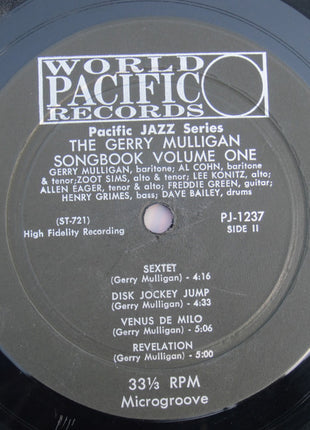 WORLD
PACIFIC
RECORDS
Pacific JAZZ Series
THE GERRY MULLIGAN
SONGBOOK VOLUME ONE
GERRY MULLIGAN, baritone; AL COHN, baritone
& tenor; ZOOT SIMS, alto & tenor; LEE KONITZ, alto;
ALLEN EAGER, tenor & alto; FREDDIE GREEN, guitar;
HENRY GRIMES, bass; DAVE BAILEY, drums
(ST-721) PJ-1237
High Fidelity Recording SIDE II
SEXTET
(Gerry Mulligan) - 4:16
DISK JOCKEY JUMP
(Gerry Mulligan) - 4:33
VENUS DE MILO
(Gerry Mulligan) - 5:06
REVELATION
(Gerry Mulligan) - 5:00
33⅓ RPM
Microgroove